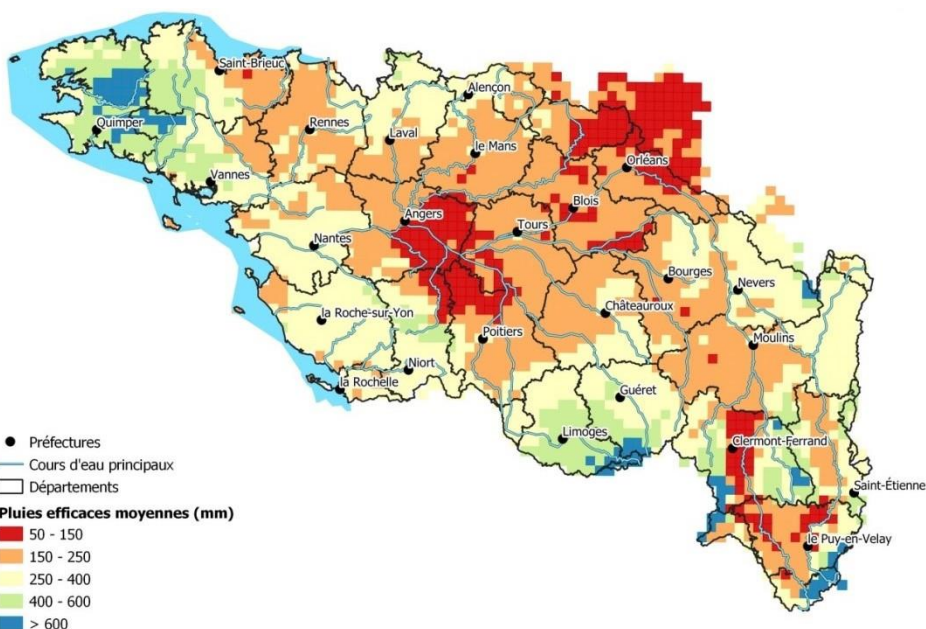 Saint-Brieuc
Alençon
Quimper
Rennes
Laval
le Mans
Orléans
Vannes
Blois
Angers
Tours
Nantes
Bourges
Nevers
Châteauroux
la Roche-sur-Yon
Poitiers
Moulins
Niort
la Rochelle
Guéret
Limoges
Clermont-Ferrand
Saint-Étienne
le Puy-en-Velay
Préfectures
Cours d'eau principaux
Départements
Pluies efficaces moyennes (mm)
50 - 150
150 - 250
250 - 400
400 - 600
> 600